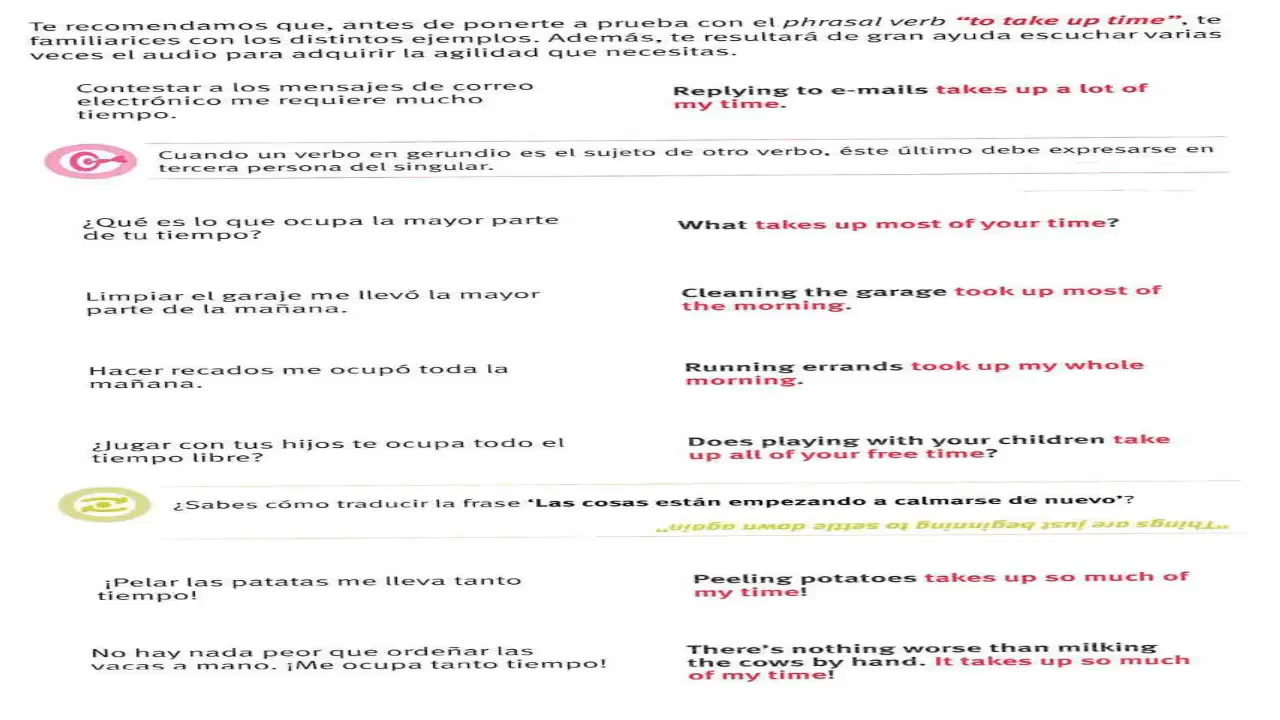 Te recomendamos que, antes de ponerte a prueba con el phrasal verb “to take up time”, te
familiarices con los distintos ejemplos. Además, te resultará de gran ayuda escuchar varias
veces el audio para adquirir la agilidad que necesitas.
Contestar a los mensajes de correo
electrónico me requiere mucho
tiempo.
Replying to e-mails takes up a lot of
my time.
Cuando un verbo en gerundio es el sujeto de otro verbo, éste último debe expresarse en
tercera persona del singular.
¿Qué es lo que ocupa la mayor parte
de tu tiempo?
What takes up most of your time?
Limpiar el garaje me llevó la mayor
parte de la mañana.
Cleaning the garage took up most of
the morning.
Hacer recados me ocupó toda la
mañana.
Running errands took up my whole
morning.
¿Jugar con tus hijos te ocupa todo el
tiempo libre?
Does playing with your children take
up all of your free time?
¿Sabes cómo traducir la frase ‘Las cosas están empezando a calmarse de nuevo’?
“Things are just beginning to settle down again”
¡Pelar las patatas me lleva tanto
tiempo!
Peeling potatoes takes up so much of
my time!
No hay nada peor que ordeñar las
vacas a mano. ¡Me ocupa tanto tiempo!
There’s nothing worse than milking
the cows by hand. It takes up so much
of my time!